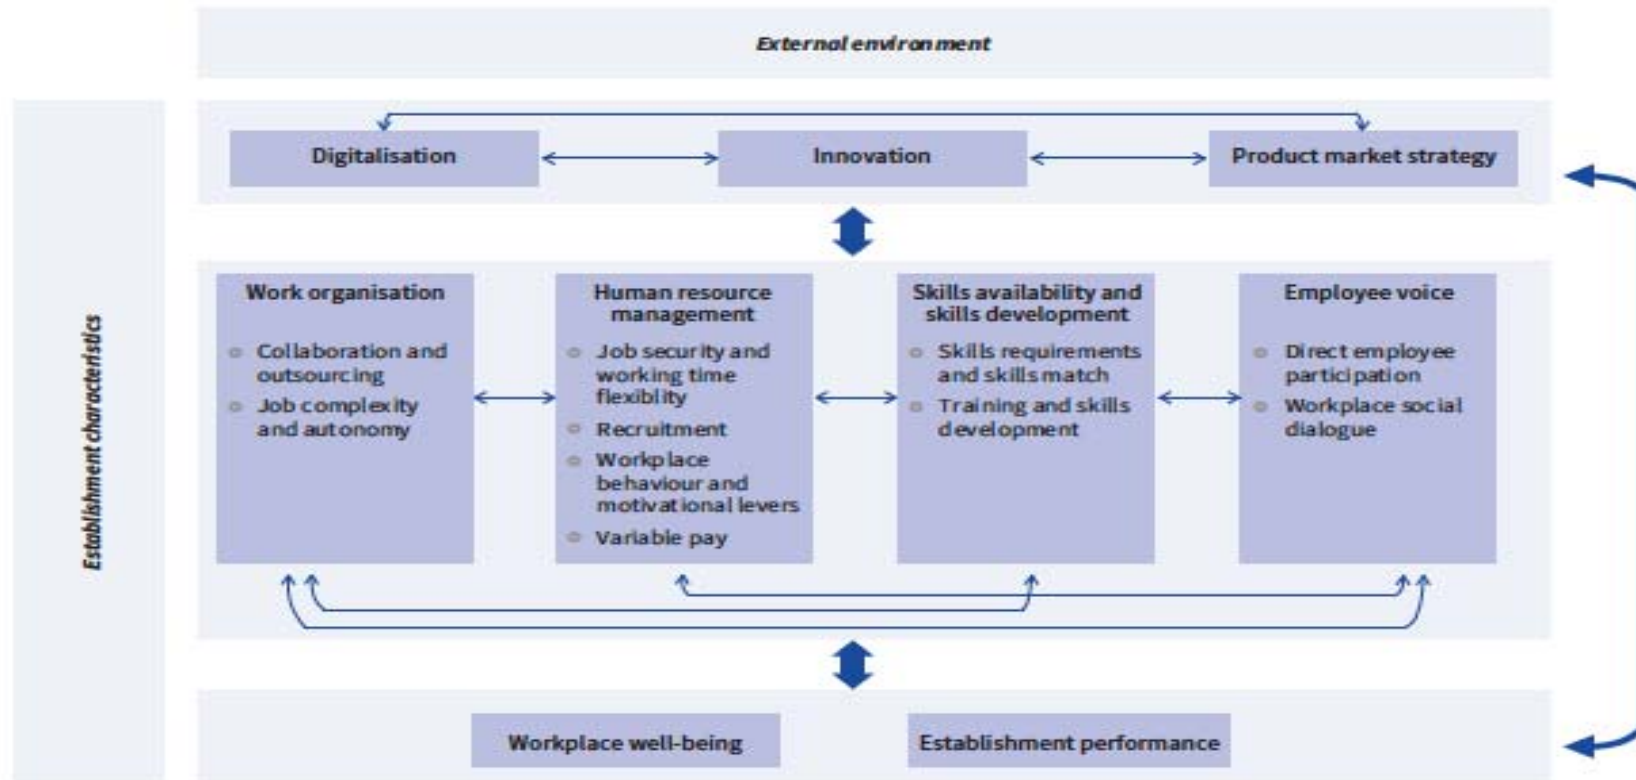 External environment
Digitalisation
Innovation
Product market strategy
Establishment characteristics
Work organisation
Collaboration and
outsourcing
Job complexity
and autonomy
Human resource
management
Job security and
working time
flexiblity
Recruitment
Workplace
behaviour and
motivational levers
Variable pay
Skills availability and
skills development
Skills requirements
and skills match
Training and skills
development
Employee voice
Direct employee
participation
Workplace social
dialogue
Workplace well-being
Establishment performance